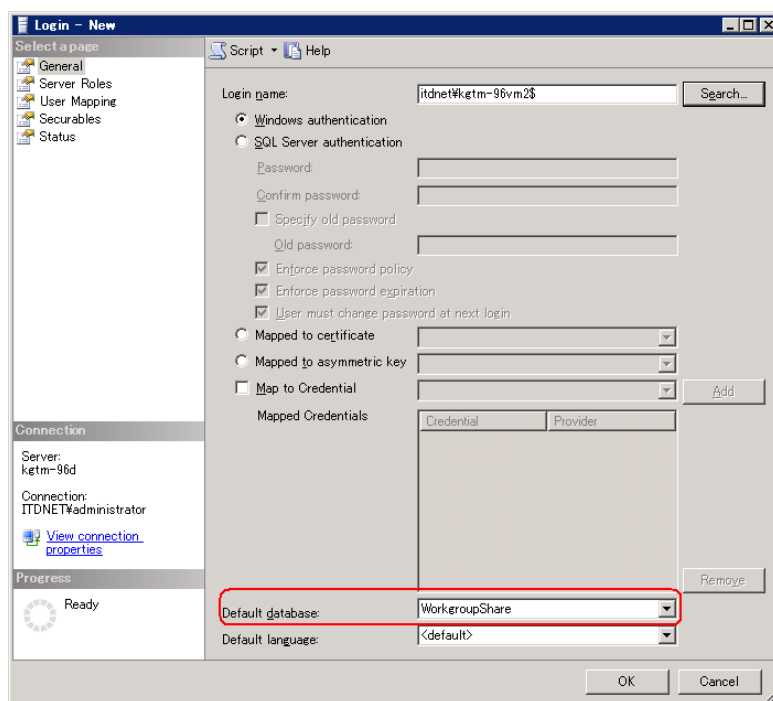 Login - New
Select a page
General
Server Roles
User Mapping
Securables
Status
Script
Help
Login name:
itdnet¥kgtm-96vm2$
Search...
Windows authentication
SQL Server authentication
Password:
Confirm password:
Specify old password
Old password:
Enforce password policy
Enforce password expiration
User must change password at next login
Mapped to certificate
Mapped to asymmetric key
Map to Credential
Add
Mapped Credentials
Credential
Provider
Remove
Default database:
WorkgroupShare
Default language:
<default>
Connection
Server:
kgtm-96d
Connection:
ITDNET¥administrator
View connection
properties
Progress
Ready
OK
Cancel